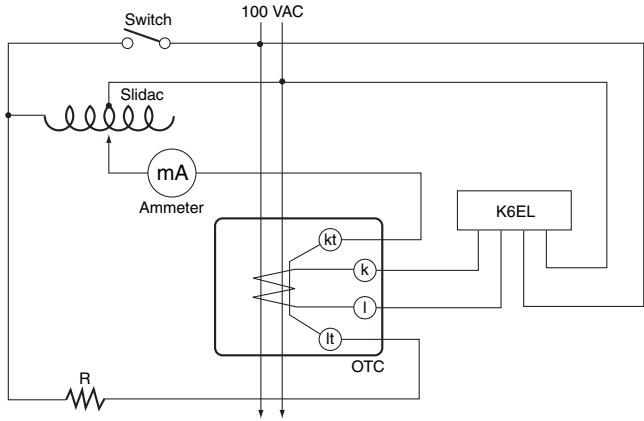 100 VAC
Switch
Slidac
mA
Ammeter
K6EL
kt
k
l
lt
OTC
R